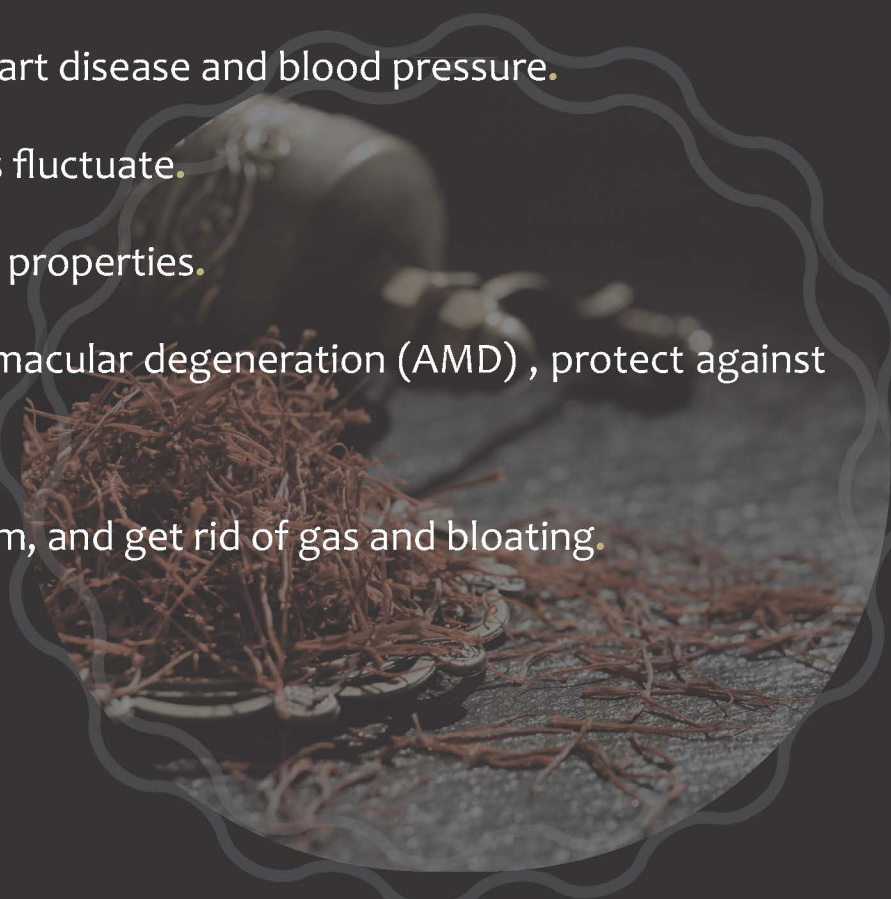 art disease and blood pressure.
s fluctuate.
properties.
macular degeneration (AMD) , protect against
m, and get rid of gas and bloating.